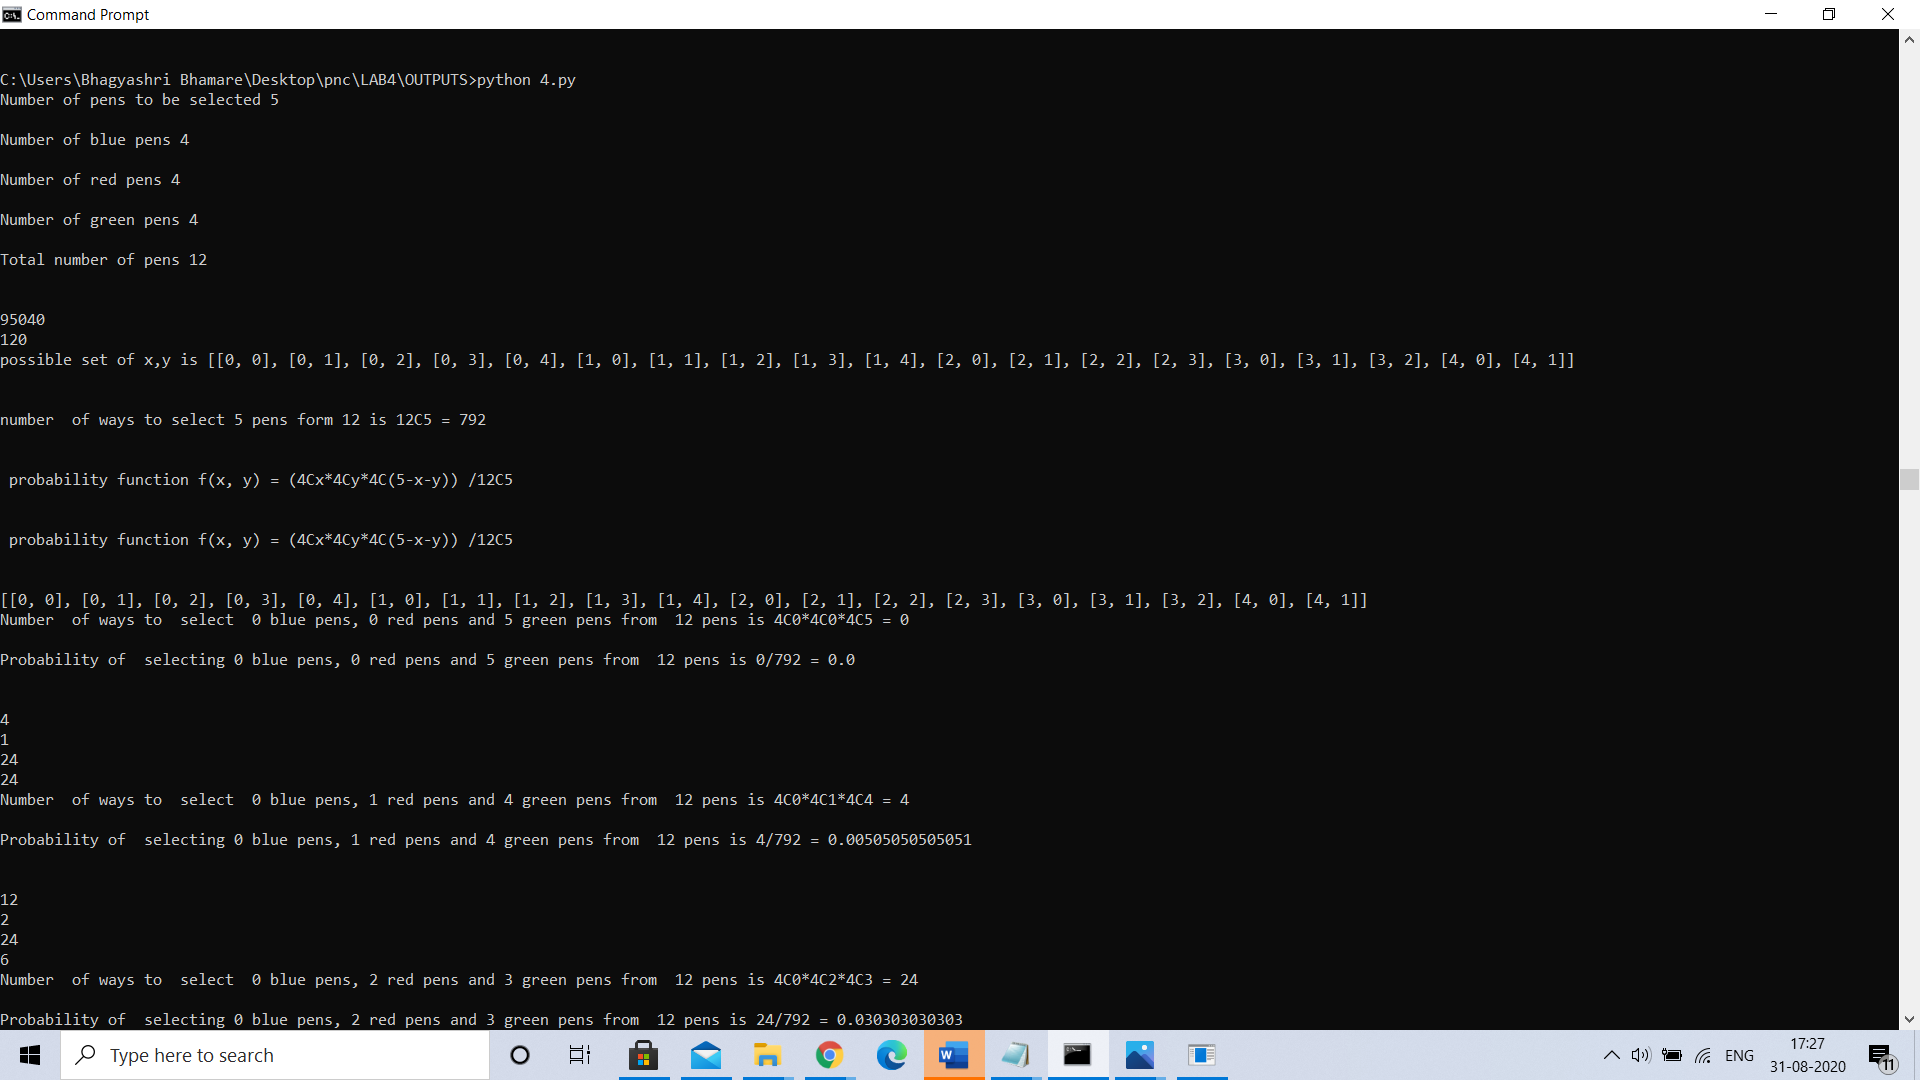 Command Prompt
C:\Users\Bhagyashri Bhamare\Desktop\pnc\LAB4\OUTPUTS>python 4.py
Number of pens to be selected 5
Number of blue pens 4
Number of red pens 4
Number of green pens 4
Total number of pens 12
95040
120
possible set of x,y is [[0, 0], [0, 1], [0, 2], [0, 3], [0, 4], [1, 0], [1, 1], [1, 2], [1, 3], [1, 4], [2, 0], [2, 1], [2, 2], [2, 3], [3, 0], [3, 1], [3, 2], [4, 0], [4, 1]]
number  of ways to select 5 pens form 12 is 12C5 = 792
probability function f(x, y) = (4Cx*4Cy*4C(5-x-y)) /12C5
probability function f(x, y) = (4Cx*4Cy*4C(5-x-y)) /12C5
[[0, 0], [0, 1], [0, 2], [0, 3], [0, 4], [1, 0], [1, 1], [1, 2], [1, 3], [1, 4], [2, 0], [2, 1], [2, 2], [2, 3], [3, 0], [3, 1], [3, 2], [4, 0], [4, 1]]
Number  of ways to  select  0 blue pens, 0 red pens and 5 green pens from  12 pens is 4C0*4C0*4C5 = 0
Probability of  selecting 0 blue pens, 0 red pens and 5 green pens from  12 pens is 0/792 = 0.0
4
1
24
24
Number  of ways to  select  0 blue pens, 1 red pens and 4 green pens from  12 pens is 4C0*4C1*4C4 = 4
Probability of  selecting 0 blue pens, 1 red pens and 4 green pens from  12 pens is 4/792 = 0.00505050505051
12
2
24
6
Number  of ways to  select  0 blue pens, 2 red pens and 3 green pens from  12 pens is 4C0*4C2*4C3 = 24
Probability of  selecting 0 blue pens, 2 red pens and 3 green pens from  12 pens is 24/792 = 0.030303030303
Type here to search
ENG
17:27
31-08-2020
11